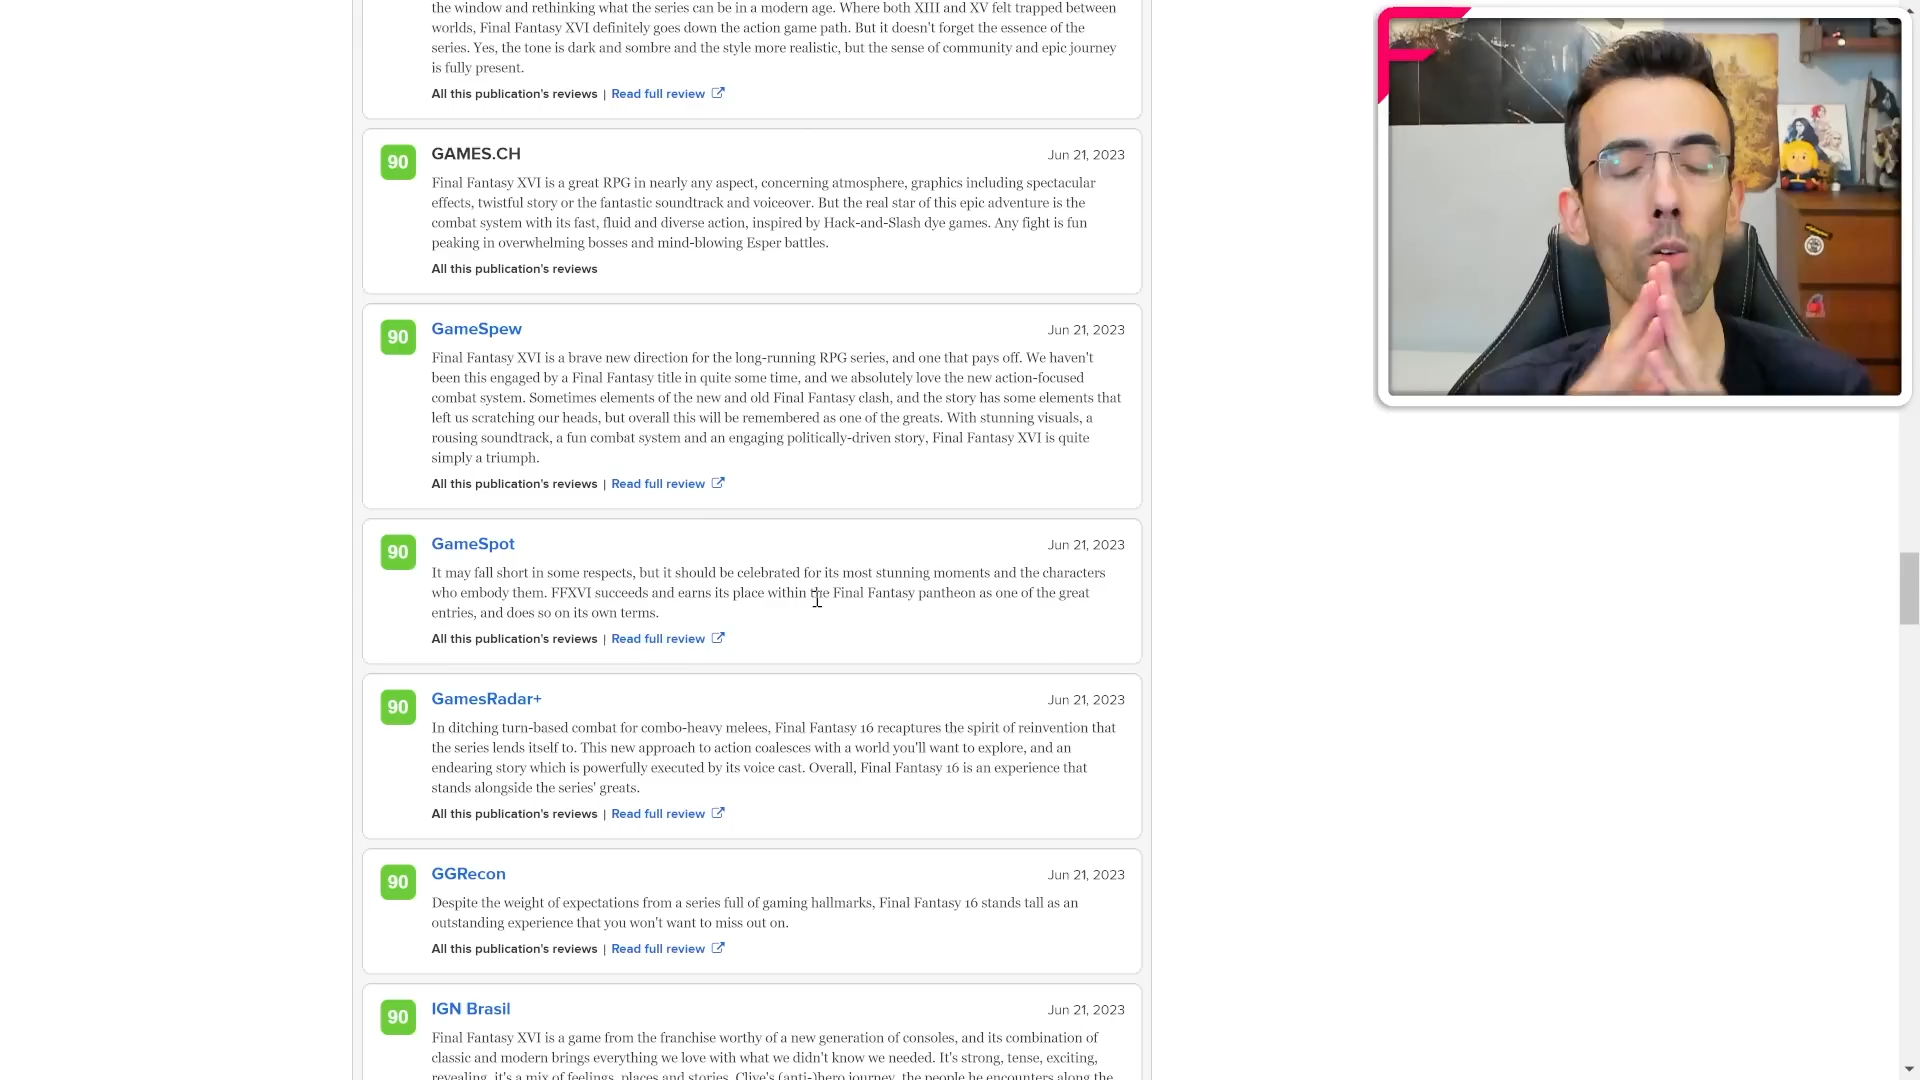 the window and rethinking what the series can be in a modern age. Where both XIII and XV felt trapped between
worlds, Final Fantasy XVI definitely goes down the action game path. But it doesn't forget the essence of the
series. Yes, the tone is dark and sombre and the style more realistic, but the sense of community and epic journey
is fully present.
All this publication's reviews | Read full review
90
GAMES.CH
Jun 21, 2023
Final Fantasy XVI is a great RPG in nearly any aspect, concerning atmosphere, graphics including spectacular
effects, twistful story or the fantastic soundtrack and voiceover. But the real star of this epic adventure is the
combat system with its fast, fluid and diverse action, inspired by Hack-and-Slash dye games. Any fight is fun
peaking in overwhelming bosses and mind-blowing Esper battles.
All this publication's reviews
90
GameSpew
Jun 21, 2023
Final Fantasy XVI is a brave new direction for the long-running RPG series, and one that pays off. We haven't
been this engaged by a Final Fantasy title in quite some time, and we absolutely love the new action-focused
combat system. Sometimes elements of the new and old Final Fantasy clash, and the story has some elements that
left us scratching our heads, but overall this will be remembered as one of the greats. With stunning visuals, a
rousing soundtrack, a fun combat system and an engaging politically-driven story, Final Fantasy XVI is quite
simply a triumph.
All this publication's reviews | Read full review
90
GameSpot
Jun 21, 2023
It may fall short in some respects, but it should be celebrated for its most stunning moments and the characters
who embody them. FFXVI succeeds and earns its place within the Final Fantasy pantheon as one of the great
entries, and does so on its own terms.
All this publication's reviews | Read full review
90
GamesRadar+
Jun 21, 2023
In ditching turn-based combat for combo-heavy melees, Final Fantasy 16 recaptures the spirit of reinvention that
the series lends itself to. This new approach to action coalesces with a world you'll want to explore, and an
endearing story which is powerfully executed by its voice cast. Overall, Final Fantasy 16 is an experience that
stands alongside the series' greats.
All this publication's reviews | Read full review
90
GGRecon
Jun 21, 2023
Despite the weight of expectations from a series full of gaming hallmarks, Final Fantasy 16 stands tall as an
outstanding experience that you won't want to miss out on.
All this publication's reviews | Read full review
90
IGN Brasil
Jun 21, 2023
Final Fantasy XVI is a game from the franchise worthy of a new generation of consoles, and its combination of
classic and modern brings everything we love with what we didn't know we needed. It's strong, tense, exciting,
revealing, it's a mix of feelings, places and stories. Clive's (anti-)hero journey, the people he encounters along the